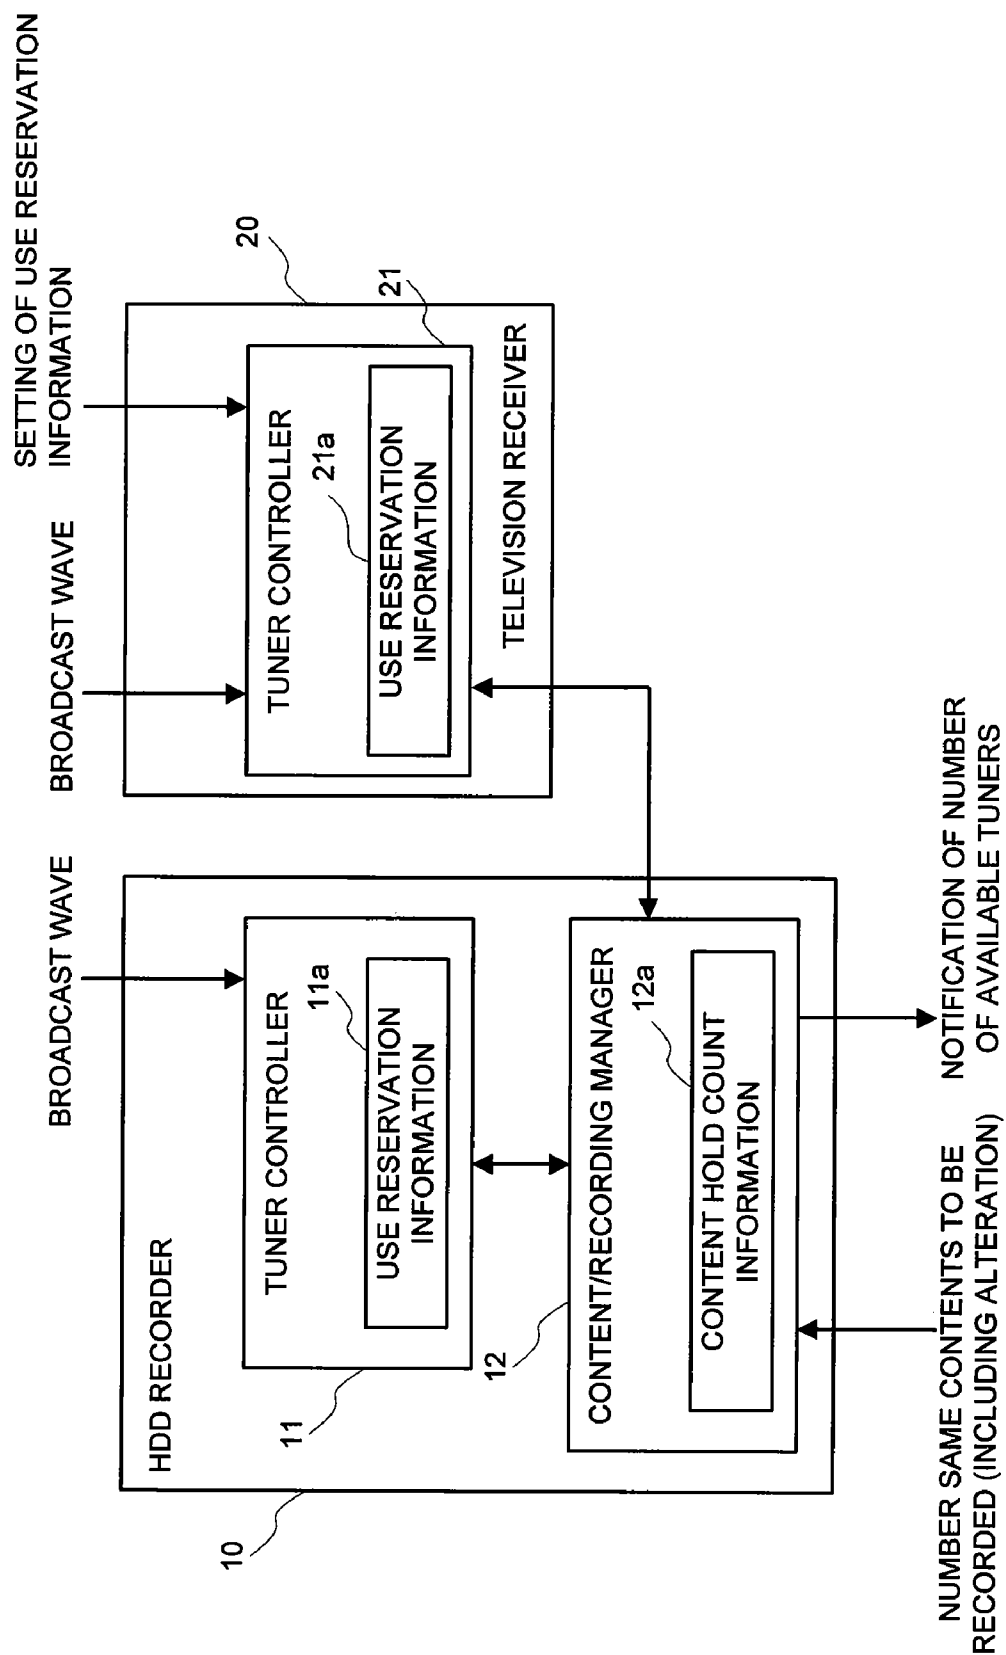 BROADCAST WAVE
BROADCAST WAVE
SETTING OF USE RESERVATION
INFORMATION
10
HDD RECORDER
11
TUNER CONTROLLER
11a
USE RESERVATION
INFORMATION
12
CONTENT/RECORDING MANAGER
12a
CONTENT HOLD COUNT
INFORMATION
20
21
TUNER CONTROLLER
21a
USE RESERVATION
INFORMATION
TELEVISION RECEIVER
NUMBER SAME CONTENTS TO BE
RECORDED (INCLUDING ALTERATION)
NOTIFICATION OF NUMBER
OF AVAILABLE TUNERS